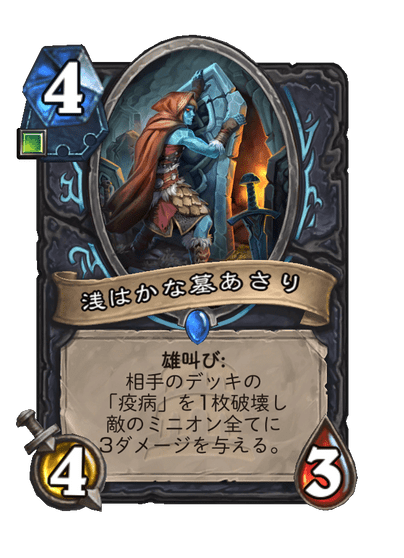 4
浅はかな墓あさり
雄叫び:
相手のデッキの
「疫病」を1枚破壊し
敵のミニオン全てに
3ダメージを与える。
4
3